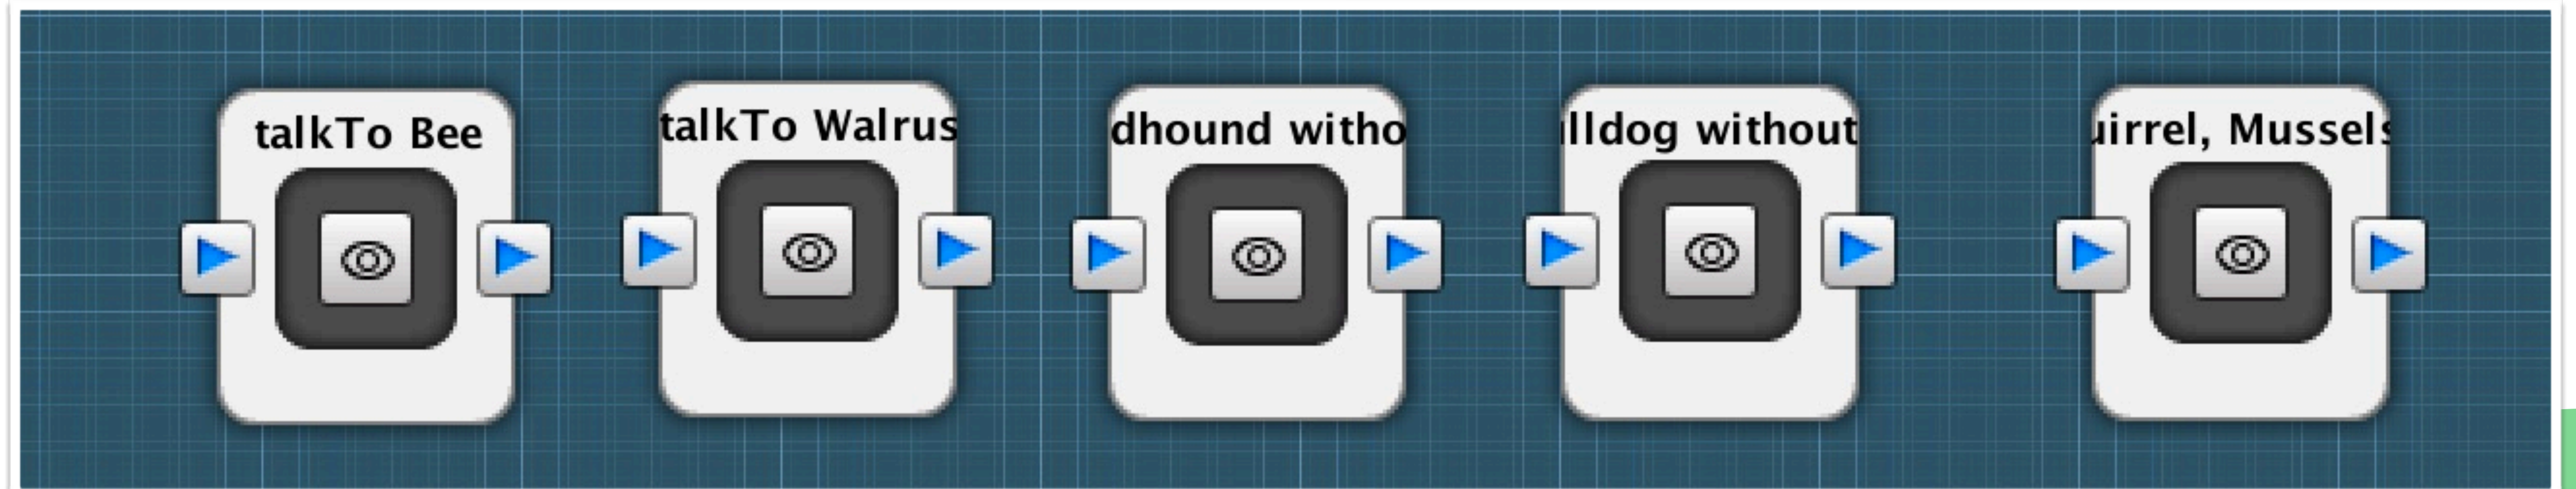 talkTo Bee
talkTo Walrus
dhound witho
lldog without
uirrel, Mussels